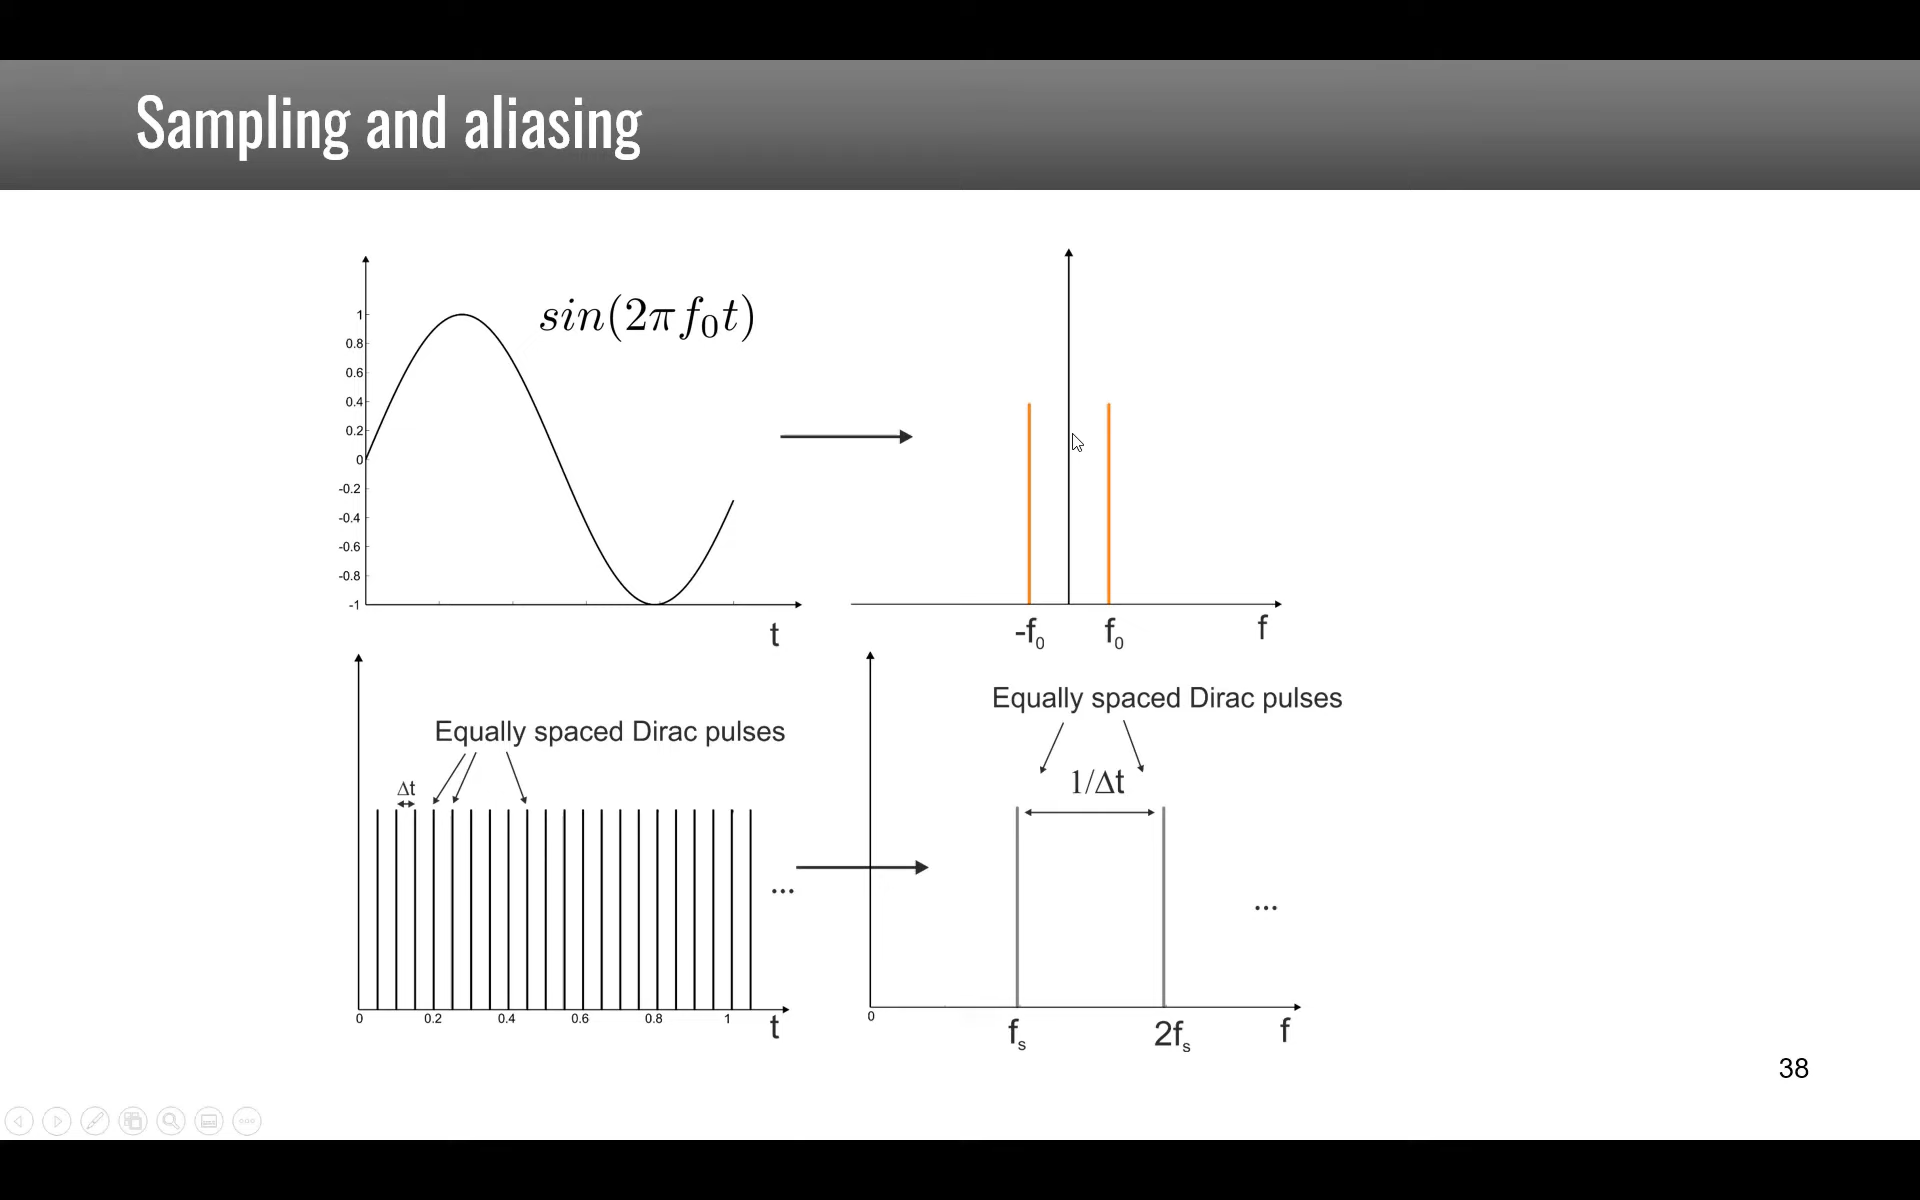 Sampling and aliasing
sin(2πf₀t)
1
0.8
0.6
0.4
0.2
0
-0.2
-0.4
-0.6
-0.8
-1
t
-f₀ f₀ f
Equally spaced Dirac pulses
Δt
...
0 0.2 0.4 0.6 0.8 1 t
Equally spaced Dirac pulses
1/Δt
...
0 fₛ 2fₛ f
38